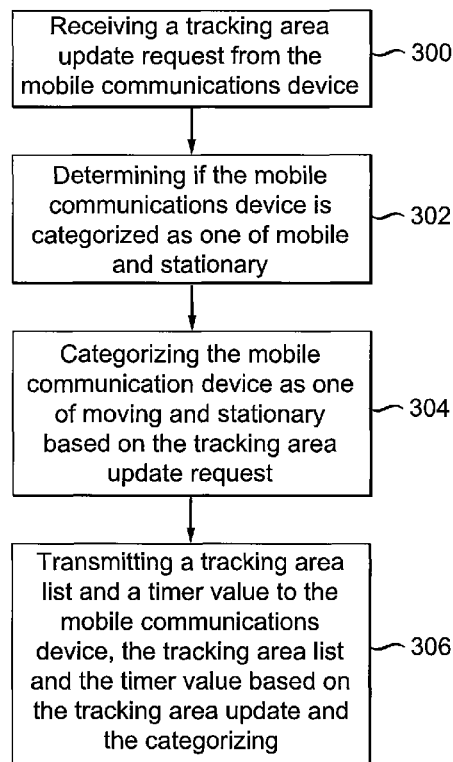 Receiving a tracking area
update request from the
mobile communications device
300
Determining if the mobile
communications device is
categorized as one of mobile
and stationary
302
Categorizing the mobile
communication device as one
of moving and stationary
based on the tracking area
update request
304
Transmitting a tracking area
list and a timer value to the
mobile communications
device, the tracking area list
and the timer value based on
the tracking area update and
the categorizing
306